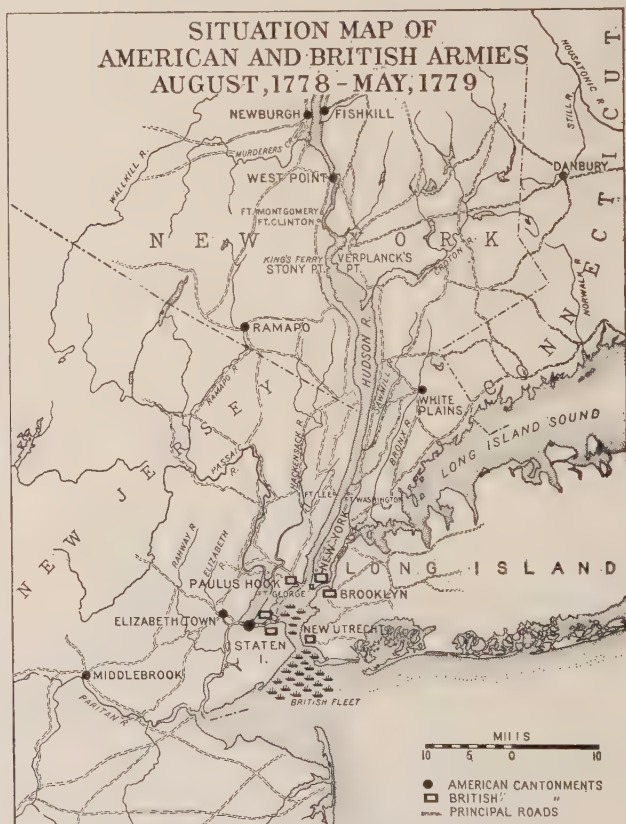 SITUATION MAP OF
AMERICAN AND BRITISH ARMIES
AUGUST, 1778 – MAY, 1779
HOUSATONIC R
STILL R.
NEWBURGH
FISHKILL
MURDERERS CR.
WALLKILL R.
WEST POINT
DANBURY
FT. MONTGOMERY
FT. CLINTON
NEW YORK
KING'S FERRY
STONY PT.
VERPLANCK'S
PT.
CROTON R.
NORWALK R
CONNECTICUT
RAMAPO
HUDSON R.
RAMAPO R
SAWMILL R
WHITE
PLAINS
BRONX R
LONG ISLAND SOUND
HACKENSACK R
PASSAIC
R.
NEW JERSEY
FT LEE
FT WASHINGTON
RAHWAY R
ELIZABETH
R.
NEW-YORK
LONG ISLAND
PAULUS HOOK
FT GEORGE
BROOKLYN
ELIZABETHTOWN
NEW UTRECHT
STATEN
I.
MIDDLEBROOK
RARITAN R
BRITISH FLEET
MILES
10 5 0 10
AMERICAN CANTONMENTS
BRITISH "
PRINCIPAL ROADS